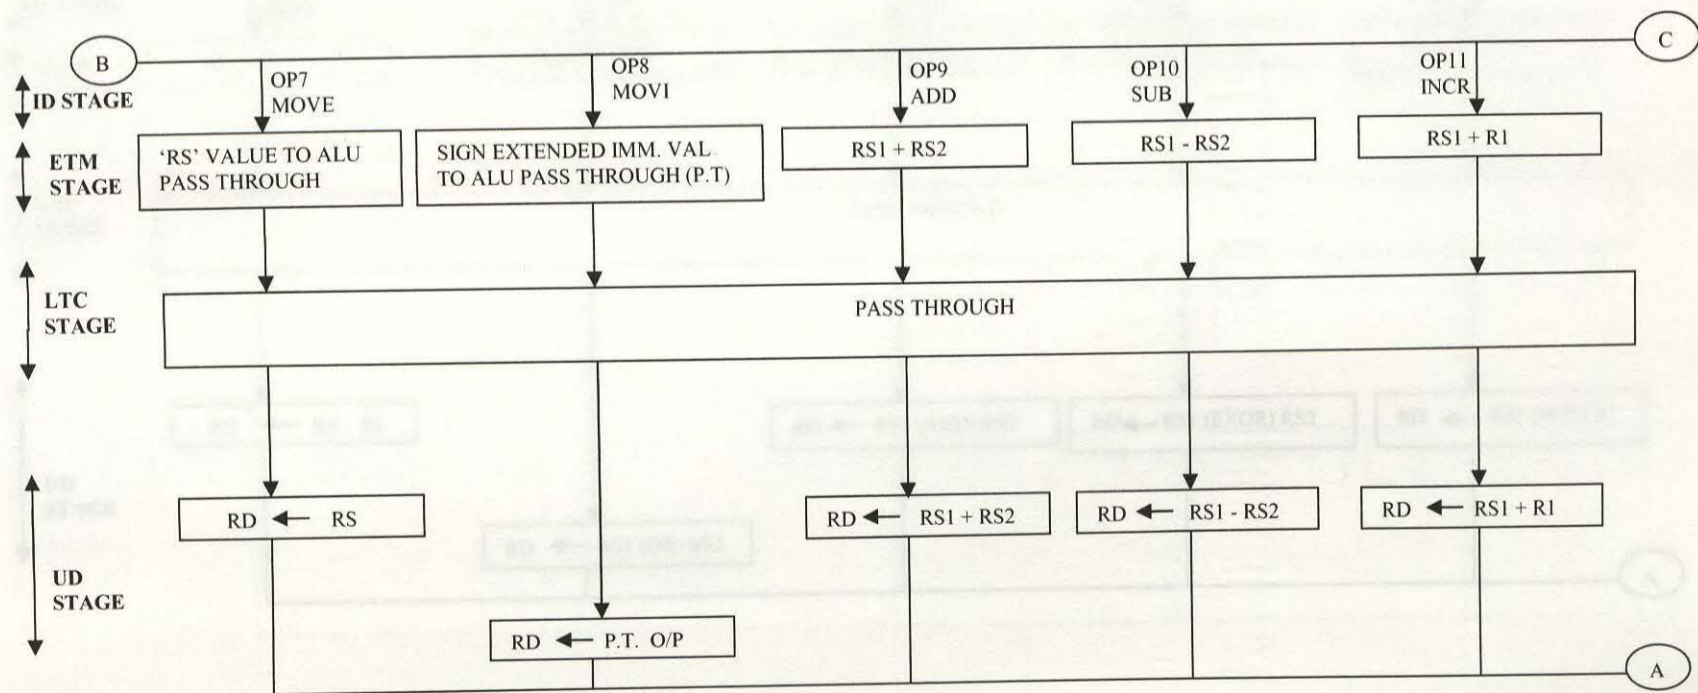 B
C
ID STAGE
OP7
MOVE
OP8
MOVI
OP9
ADD
OP10
SUB
OP11
INCR
ETM
STAGE
‘RS’ VALUE TO ALU
PASS THROUGH
SIGN EXTENDED IMM. VAL
TO ALU PASS THROUGH (P.T)
RS1 + RS2
RS1 - RS2
RS1 + R1
LTC
STAGE
PASS THROUGH
UD
STAGE
RD ← RS
RD ← P.T. O/P
RD ← RS1 + RS2
RD ← RS1 - RS2
RD ← RS1 + R1
A